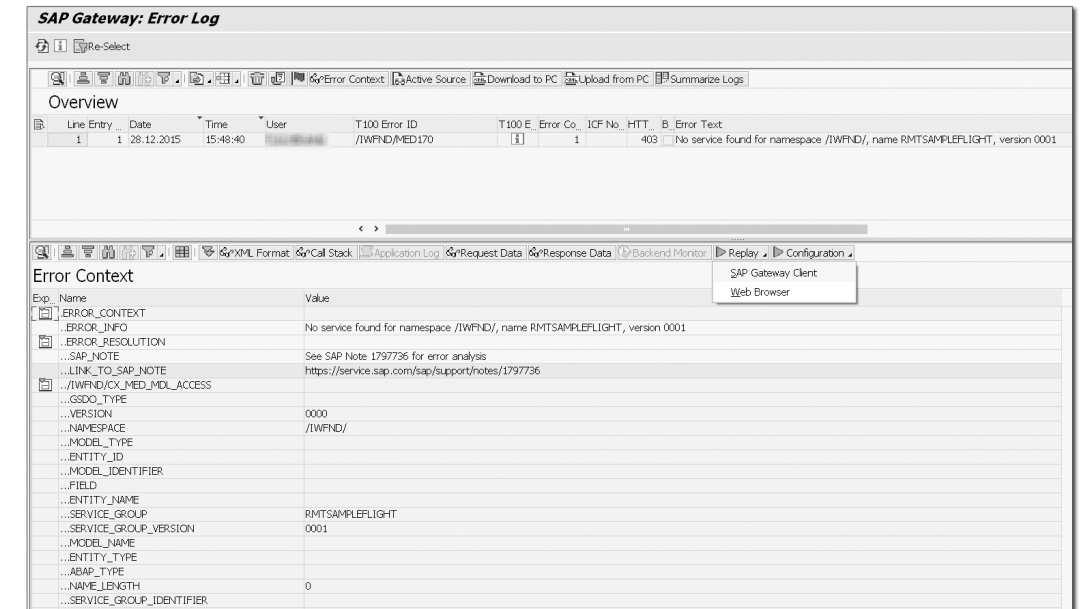 SAP Gateway: Error Log
Re-Select
Error Context Active Source Download to PC Upload from PC Summarize Logs
Overview
Line Entry ... Date Time User T100 Error ID T100 E... Error Co... ICF No... HTT... B... Error Text
1 1 28.12.2015 15:48:40 /IWFND/MED170 1 403 No service found for namespace /IWFND/, name RMTSAMPLEFLIGHT, version 0001
XML Format Call Stack Application Log Request Data Response Data Backend Monitor Replay Configuration
SAP Gateway Client
Web Browser
Error Context
Exp... Name Value
.ERROR_CONTEXT
..ERROR_INFO No service found for namespace /IWFND/, name RMTSAMPLEFLIGHT, version 0001
..ERROR_RESOLUTION
...SAP_NOTE See SAP Note 1797736 for error analysis
...LINK_TO_SAP_NOTE https://service.sap.com/sap/support/notes/1797736
../IWFND/CX_MED_MDL_ACCESS
...GSDO_TYPE
...VERSION 0000
...NAMESPACE /IWFND/
...MODEL_TYPE
...ENTITY_ID
...MODEL_IDENTIFIER
...FIELD
...ENTITY_NAME
...SERVICE_GROUP RMTSAMPLEFLIGHT
...SERVICE_GROUP_VERSION 0001
...MODEL_NAME
...ENTITY_TYPE
...ABAP_TYPE
...NAME_LENGTH 0
...SERVICE_GROUP_IDENTIFIER